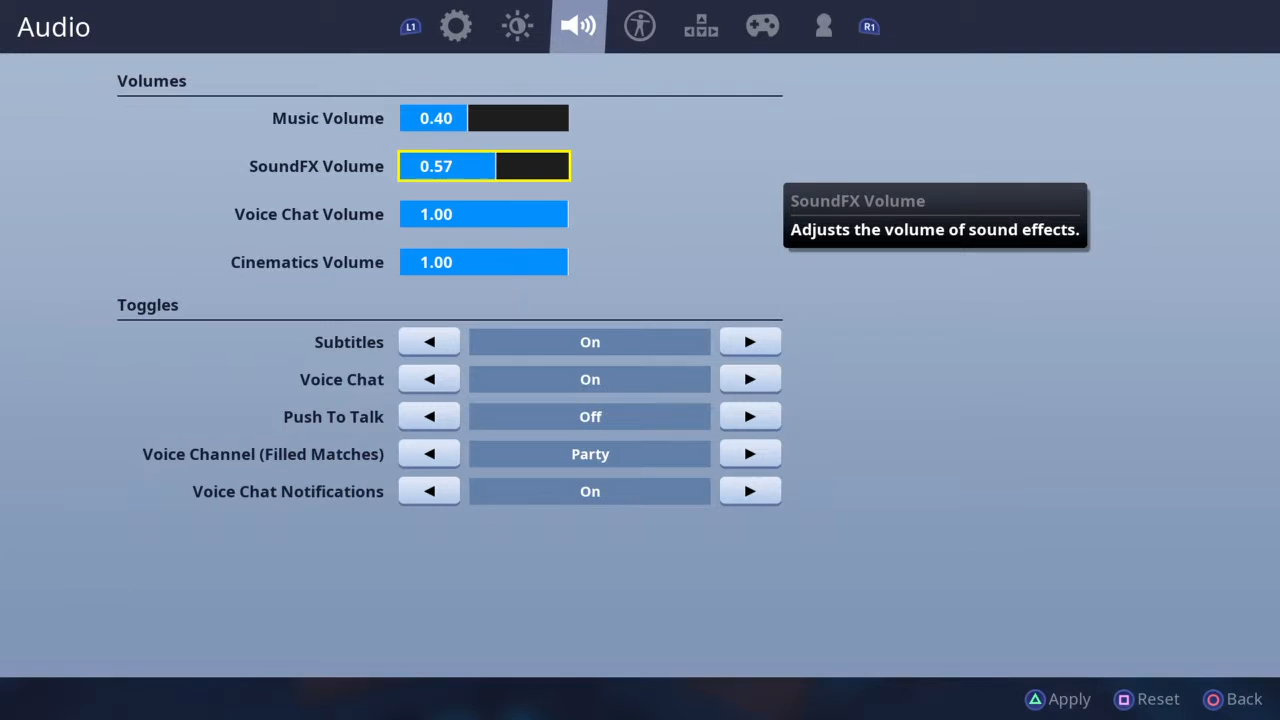 Audio
L1
R1
Volumes
Music Volume 0.40
SoundFX Volume 0.57
SoundFX Volume
Adjusts the volume of sound effects.
Voice Chat Volume 1.00
Cinematics Volume 1.00
Toggles
Subtitles On
Voice Chat On
Push To Talk Off
Voice Channel (Filled Matches) Party
Voice Chat Notifications On
Apply Reset Back